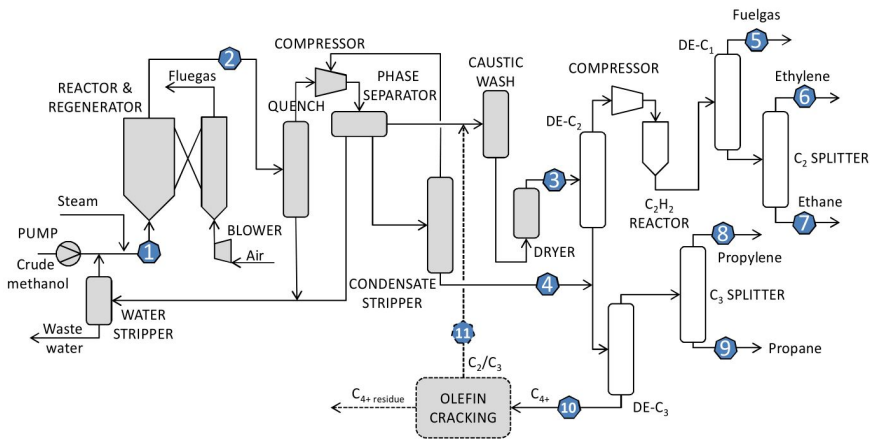 Fuelgas
5
DE-C1
Ethylene
6
C2 SPLITTER
Ethane
7
COMPRESSOR
C2H2
REACTOR
DE-C2
COMPRESSOR
PHASE
SEPARATOR
CAUSTIC
WASH
2
Fluegas
REACTOR &
REGENERATOR
QUENCH
3
DRYER
Steam
PUMP
Crude
methanol
1
BLOWER
Air
CONDENSATE
STRIPPER
4
8
Propylene
C3 SPLITTER
9
Propane
WATER
STRIPPER
Waste
water
11
C2/C3
C4+ residue
OLEFIN
CRACKING
C4+
10
DE-C3